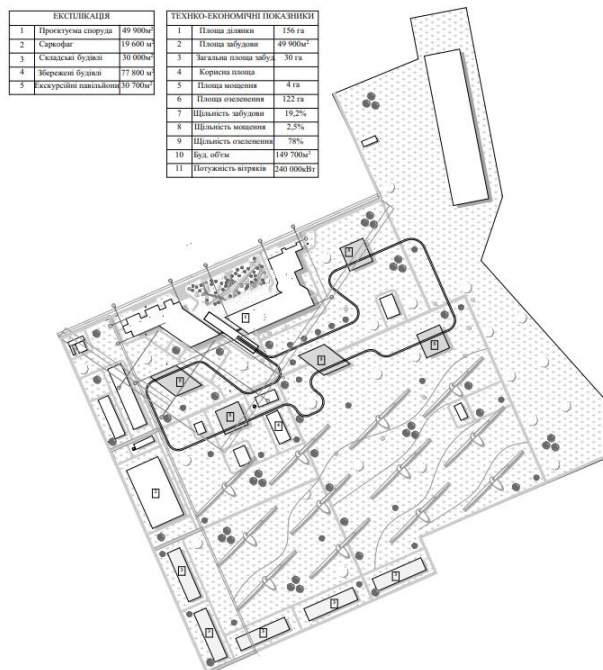 ЕКСПЛІКАЦІЯ
1 Проєктуєма споруда 49 900м²
2 Саркофаг 19 600 м²
3 Складські будівлі 30 000м²
4 Збережені будівлі 77 800 м²
5 Екскурсійні павільйони 30 700м²
ТЕХНКО-ЕКОНОМІЧНІ ПОКАЗНИКИ
1 Площа ділянки 156 га
2 Площа забудови 49 900м²
3 Загальна площа забуд. 30 га
4 Корисна площа
5 Площа мощення 4 га
6 Площа озеленення 122 га
7 Щільність забудови 19,2%
8 Щільність мощення 2,5%
9 Щільність озеленення 78%
10 Буд. об'єм 149 700м³
11 Потужність вітряків 240 000кВт